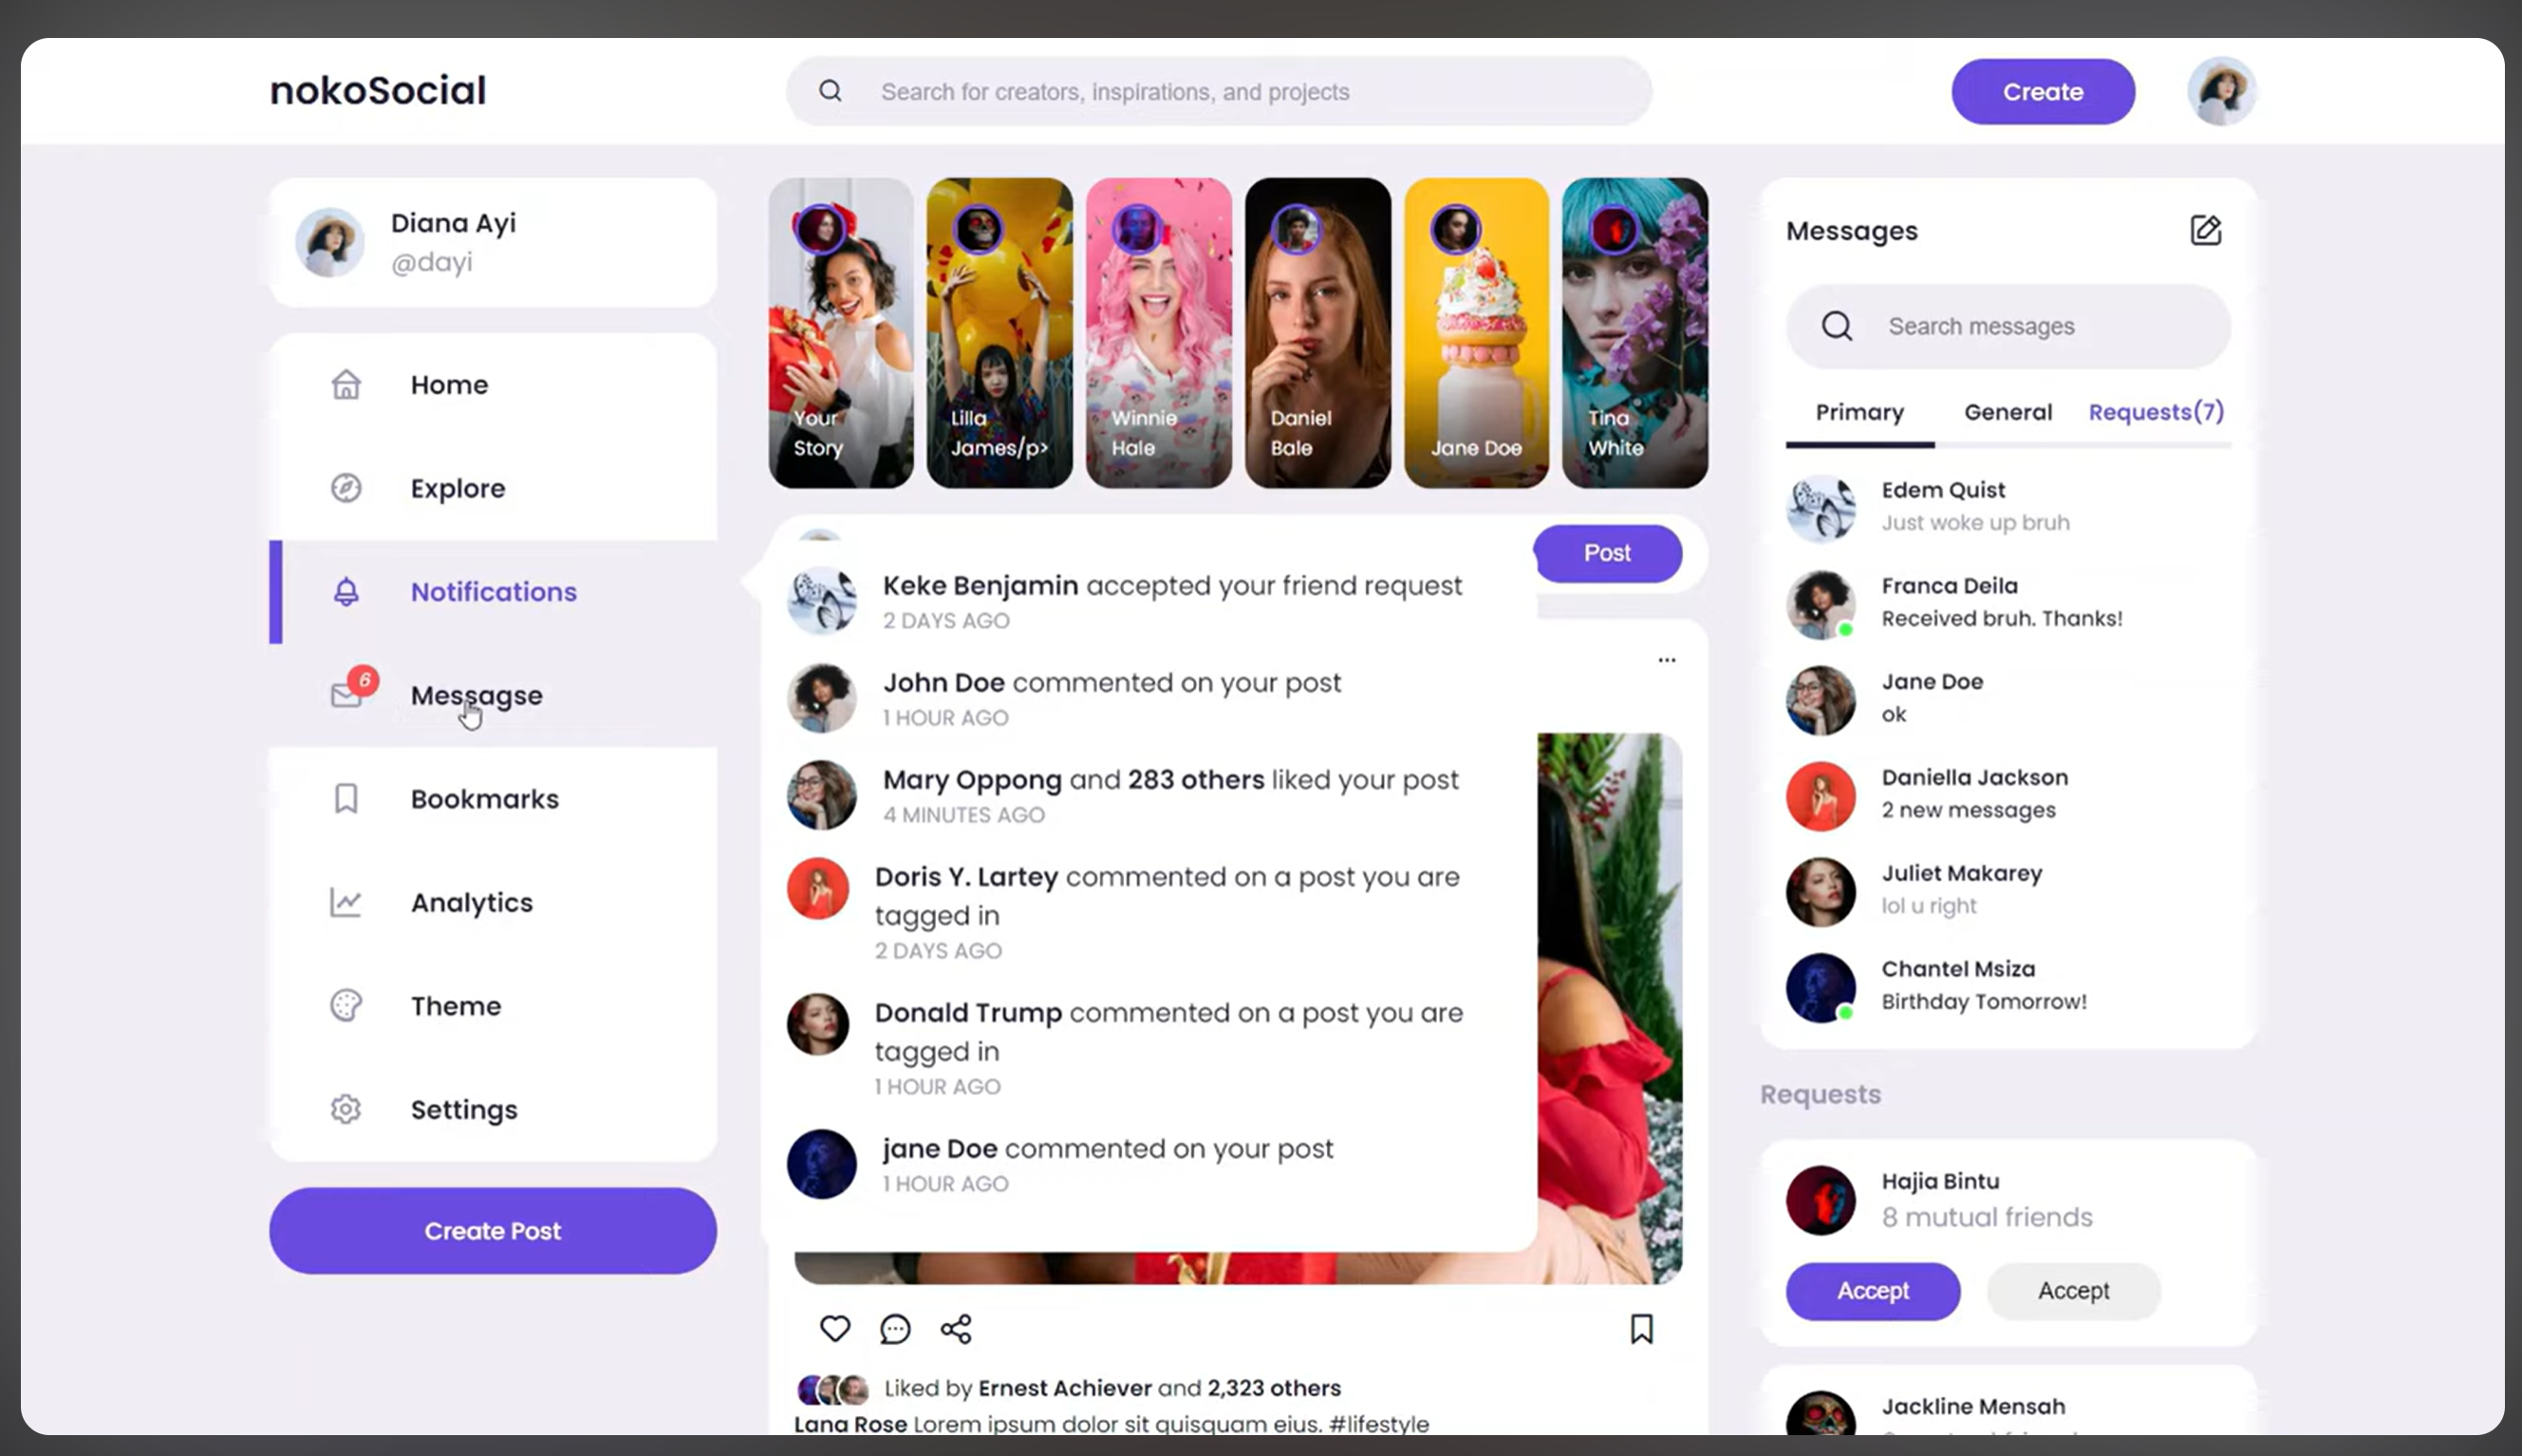 nokoSocial
Search for creators, inspirations, and projects
Create
Diana Ayi
@dayi
Home
Explore
Notifications
6
Messagse
Bookmarks
Analytics
Theme
Settings
Create Post
Your
Story
Lilla
James/p>
Winnie
Hale
Daniel
Bale
Jane Doe
Tina
White
Post
Keke Benjamin accepted your friend request
2 DAYS AGO
John Doe commented on your post
1 HOUR AGO
Mary Oppong and 283 others liked your post
4 MINUTES AGO
Doris Y. Lartey commented on a post you are
tagged in
2 DAYS AGO
Donald Trump commented on a post you are
tagged in
1 HOUR AGO
jane Doe commented on your post
1 HOUR AGO
Liked by Ernest Achiever and 2,323 others
Lana Rose Lorem ipsum dolor sit quisquam eius. #lifestyle
Messages
Search messages
Primary General Requests(7)
Edem Quist
Just woke up bruh
Franca Deila
Received bruh. Thanks!
Jane Doe
ok
Daniella Jackson
2 new messages
Juliet Makarey
lol u right
Chantel Msiza
Birthday Tomorrow!
Requests
Hajia Bintu
8 mutual friends
Accept Accept
Jackline Mensah